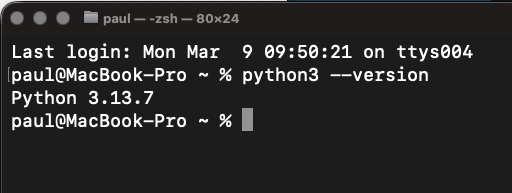 paul — -zsh — 80×24
Last login: Mon Mar  9 09:50:21 on ttys004
[paul@MacBook-Pro ~ % python3 --version
Python 3.13.7
paul@MacBook-Pro ~ %